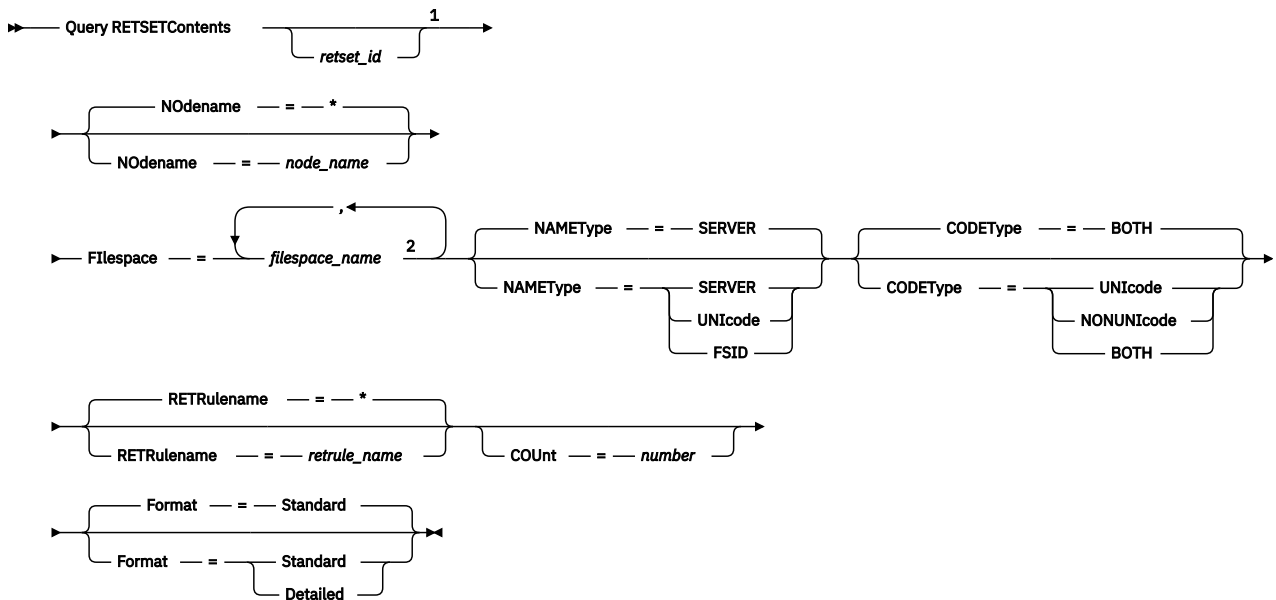 Query RETSETContents retset_id 1
NOdename = *
NOdename = node_name
,
FIlespace = filespace_name 2
NAMEType = SERVER
NAMEType = SERVER
UNIcode
FSID
CODEType = BOTH
CODEType = UNIcode
NONUNIcode
BOTH
RETRulename = *
RETRulename = retrule_name
COUnt = number
Format = Standard
Format = Standard
Detailed